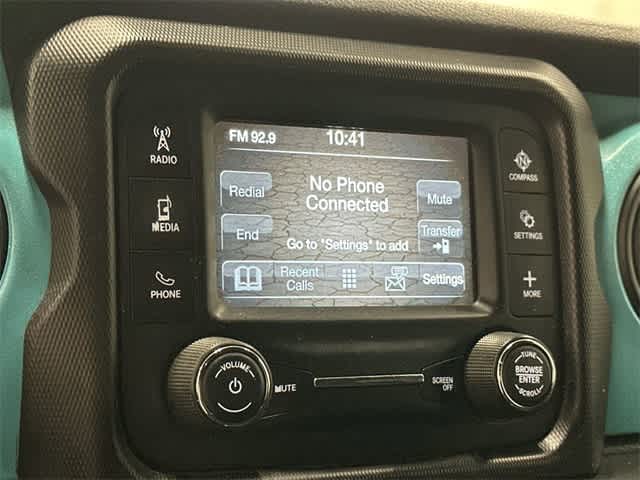 FM 92.9
10:41
RADIO
MEDIA
PHONE
Redial
End
No Phone
Connected
Go to "Settings" to add
Mute
Transfer
Recent
Calls
Settings
N
COMPASS
SETTINGS
MORE
VOLUME
MUTE
SCREEN
OFF
TUNE
BROWSE
ENTER
SCROLL